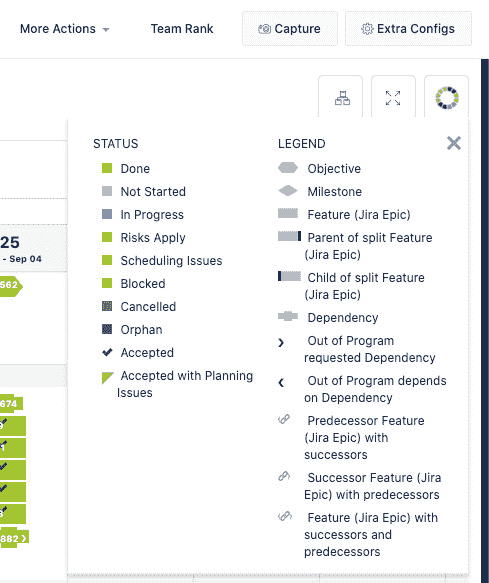 More Actions
Team Rank
Capture
Extra Configs
STATUS
Done
Not Started
In Progress
Risks Apply
Scheduling Issues
Blocked
Cancelled
Orphan
Accepted
Accepted with Planning
Issues
LEGEND
Objective
Milestone
Feature (Jira Epic)
Parent of split Feature
(Jira Epic)
Child of split Feature
(Jira Epic)
Dependency
Out of Program
requested Dependency
Out of Program depends
on Dependency
Predecessor Feature
(Jira Epic) with
successors
Successor Feature (Jira
Epic) with predecessors
Feature (Jira Epic) with
successors and
predecessors
25
- Sep 04
562
674
882